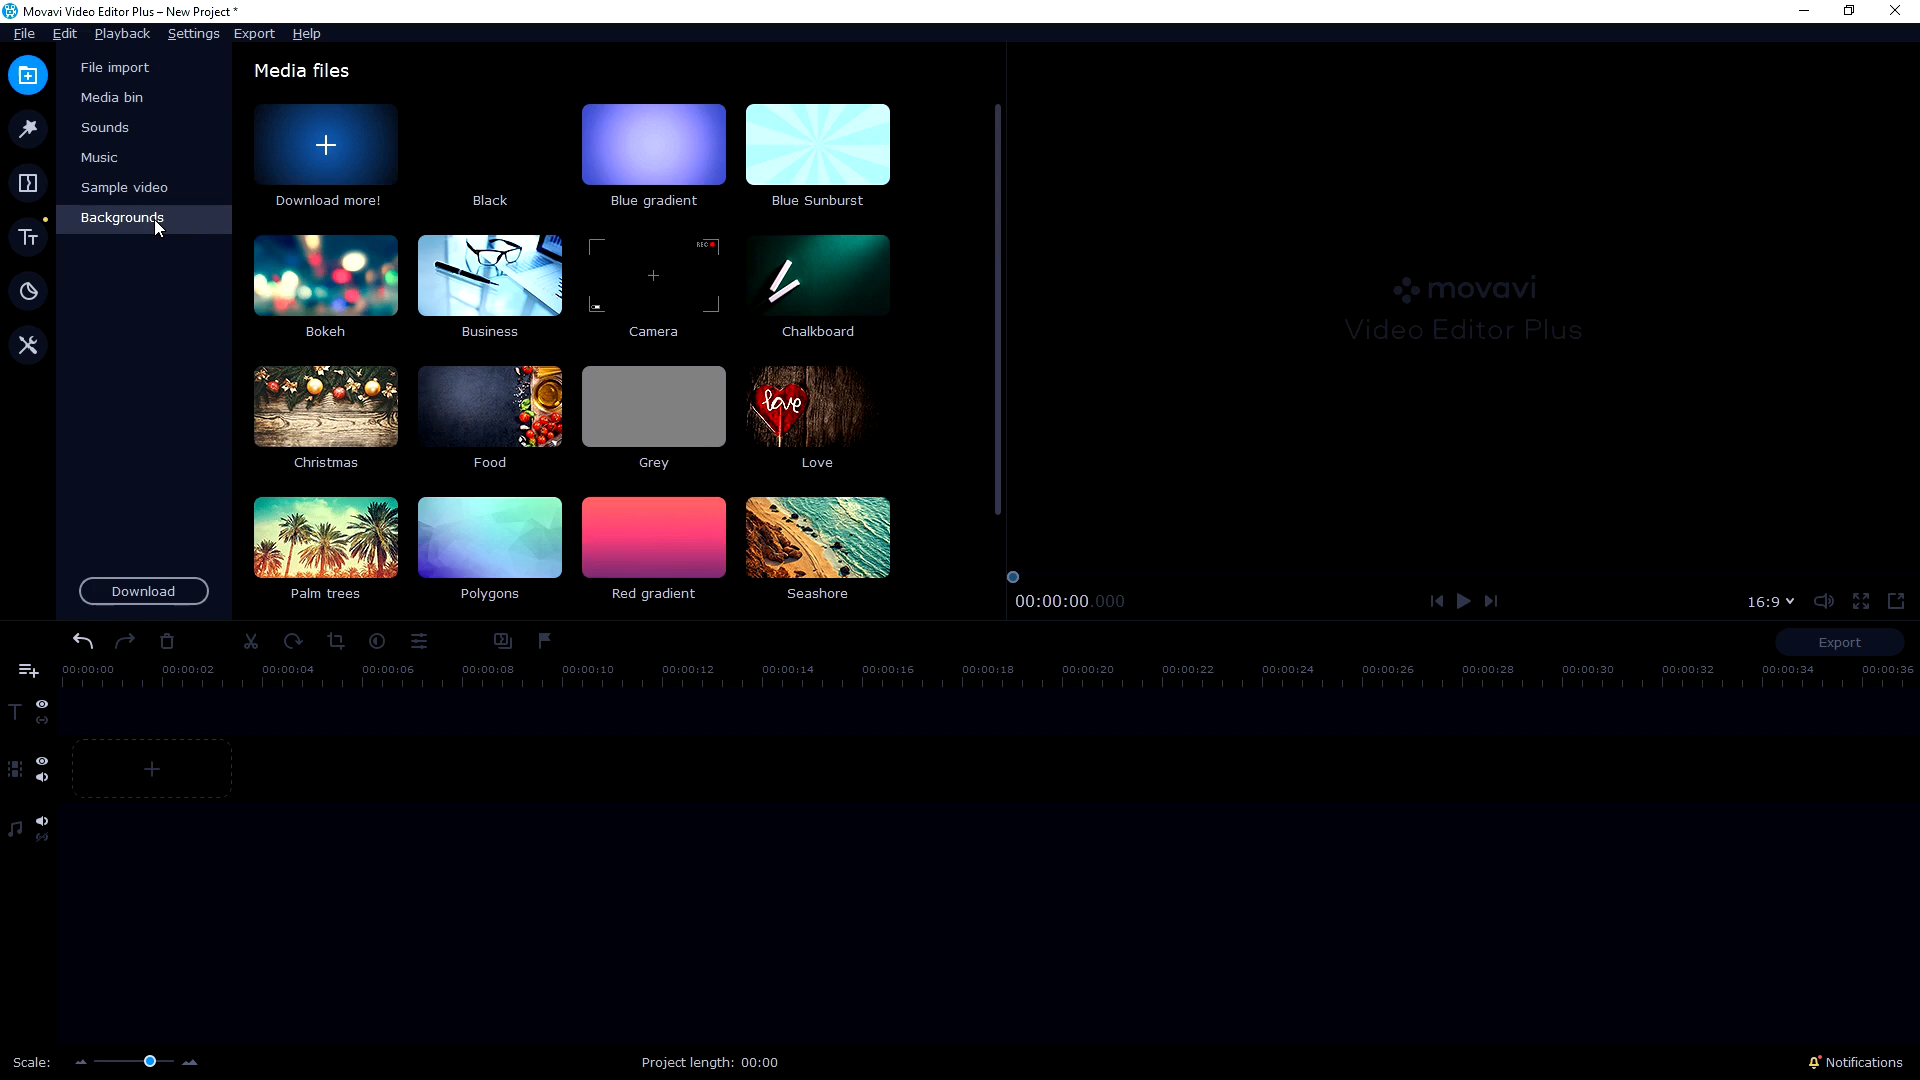 Movavi Video Editor Plus – New Project *
File Edit Playback Settings Export Help
File import
Media bin
Sounds
Music
Sample video
Backgrounds
Download
Media files
Download more!
Black
Blue gradient
Blue Sunburst
Bokeh
Business
REC
Camera
Chalkboard
Christmas
Food
Grey
love
Love
Palm trees
Polygons
Red gradient
Seashore
movavi
Video Editor Plus
00:00:00.000
16:9
Export
00:00:00 00:00:02 00:00:04 00:00:06 00:00:08 00:00:10 00:00:12 00:00:14 00:00:16 00:00:18 00:00:20 00:00:22 00:00:24 00:00:26 00:00:28 00:00:30 00:00:32 00:00:34 00:00:36
Scale:
Project length: 00:00
Notifications